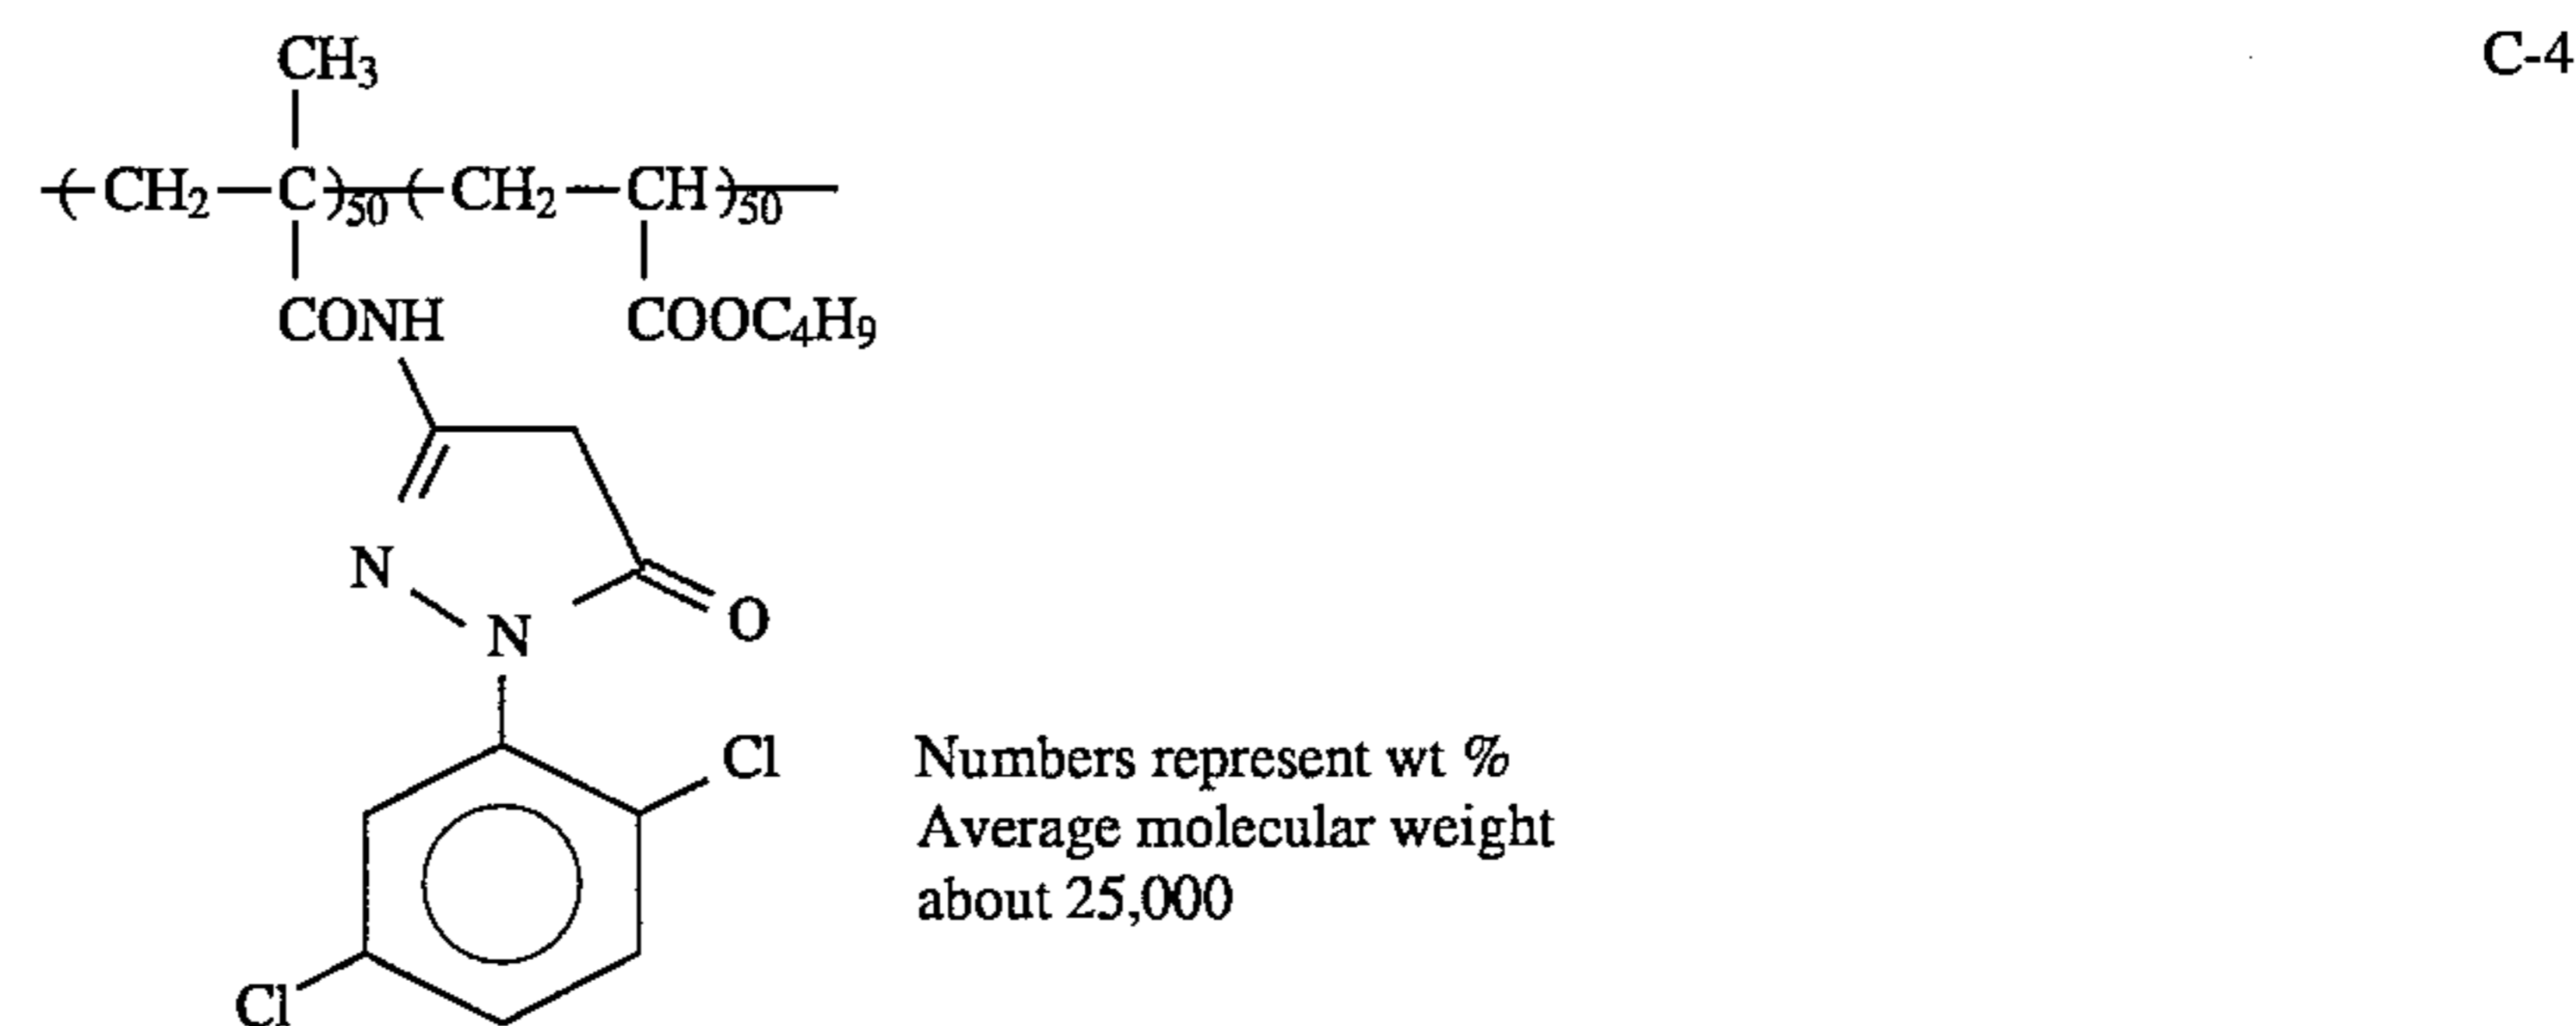 CH₃ C-4
—(CH₂—C)₅₀—(CH₂—CH)₅₀—
CONH COOC₄H₉
N
N O
Cl
Numbers represent wt %
Average molecular weight
about 25,000
Cl